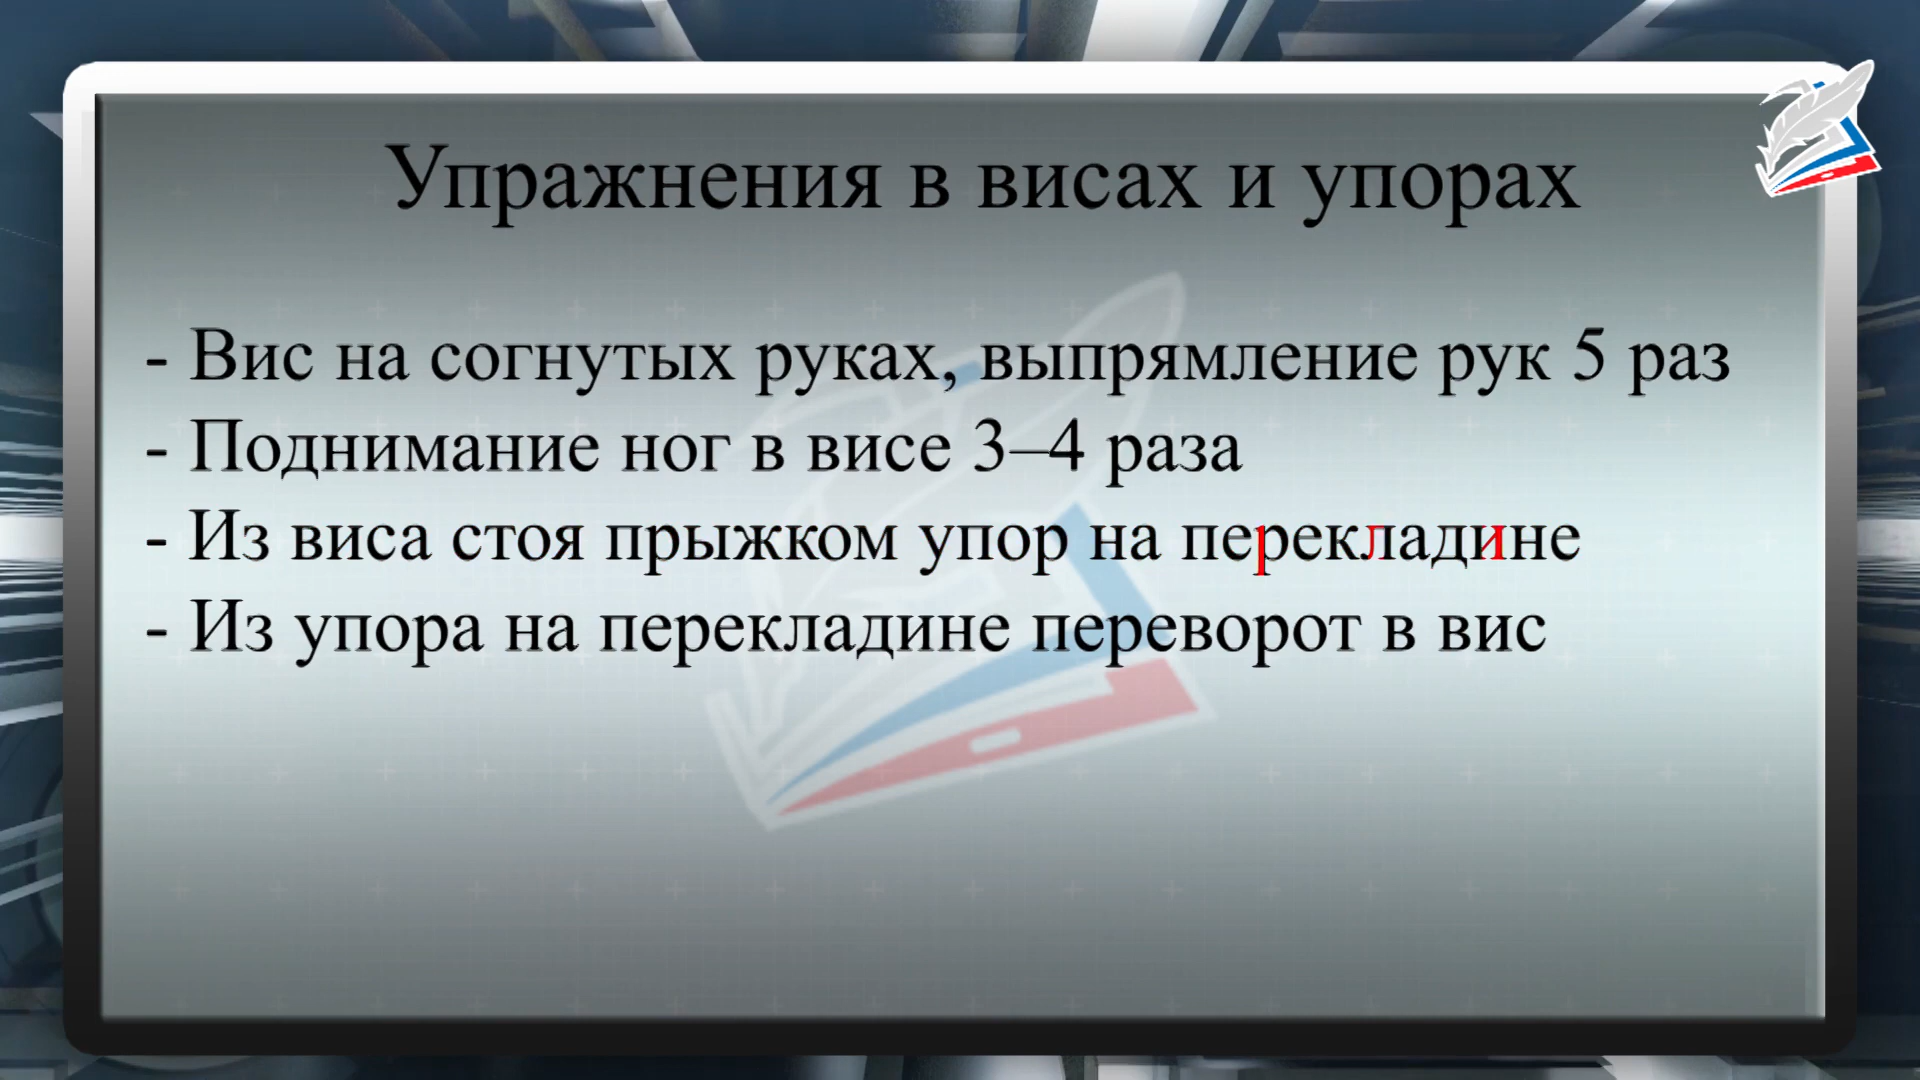 Упражнения в висах и упорах
- Вис на согнутых руках, выпрямление рук 5 раз
- Поднимание ног в висе 3–4 раза
- Из виса стоя прыжком упор на перекладине
- Из упора на перекладине переворот в вис